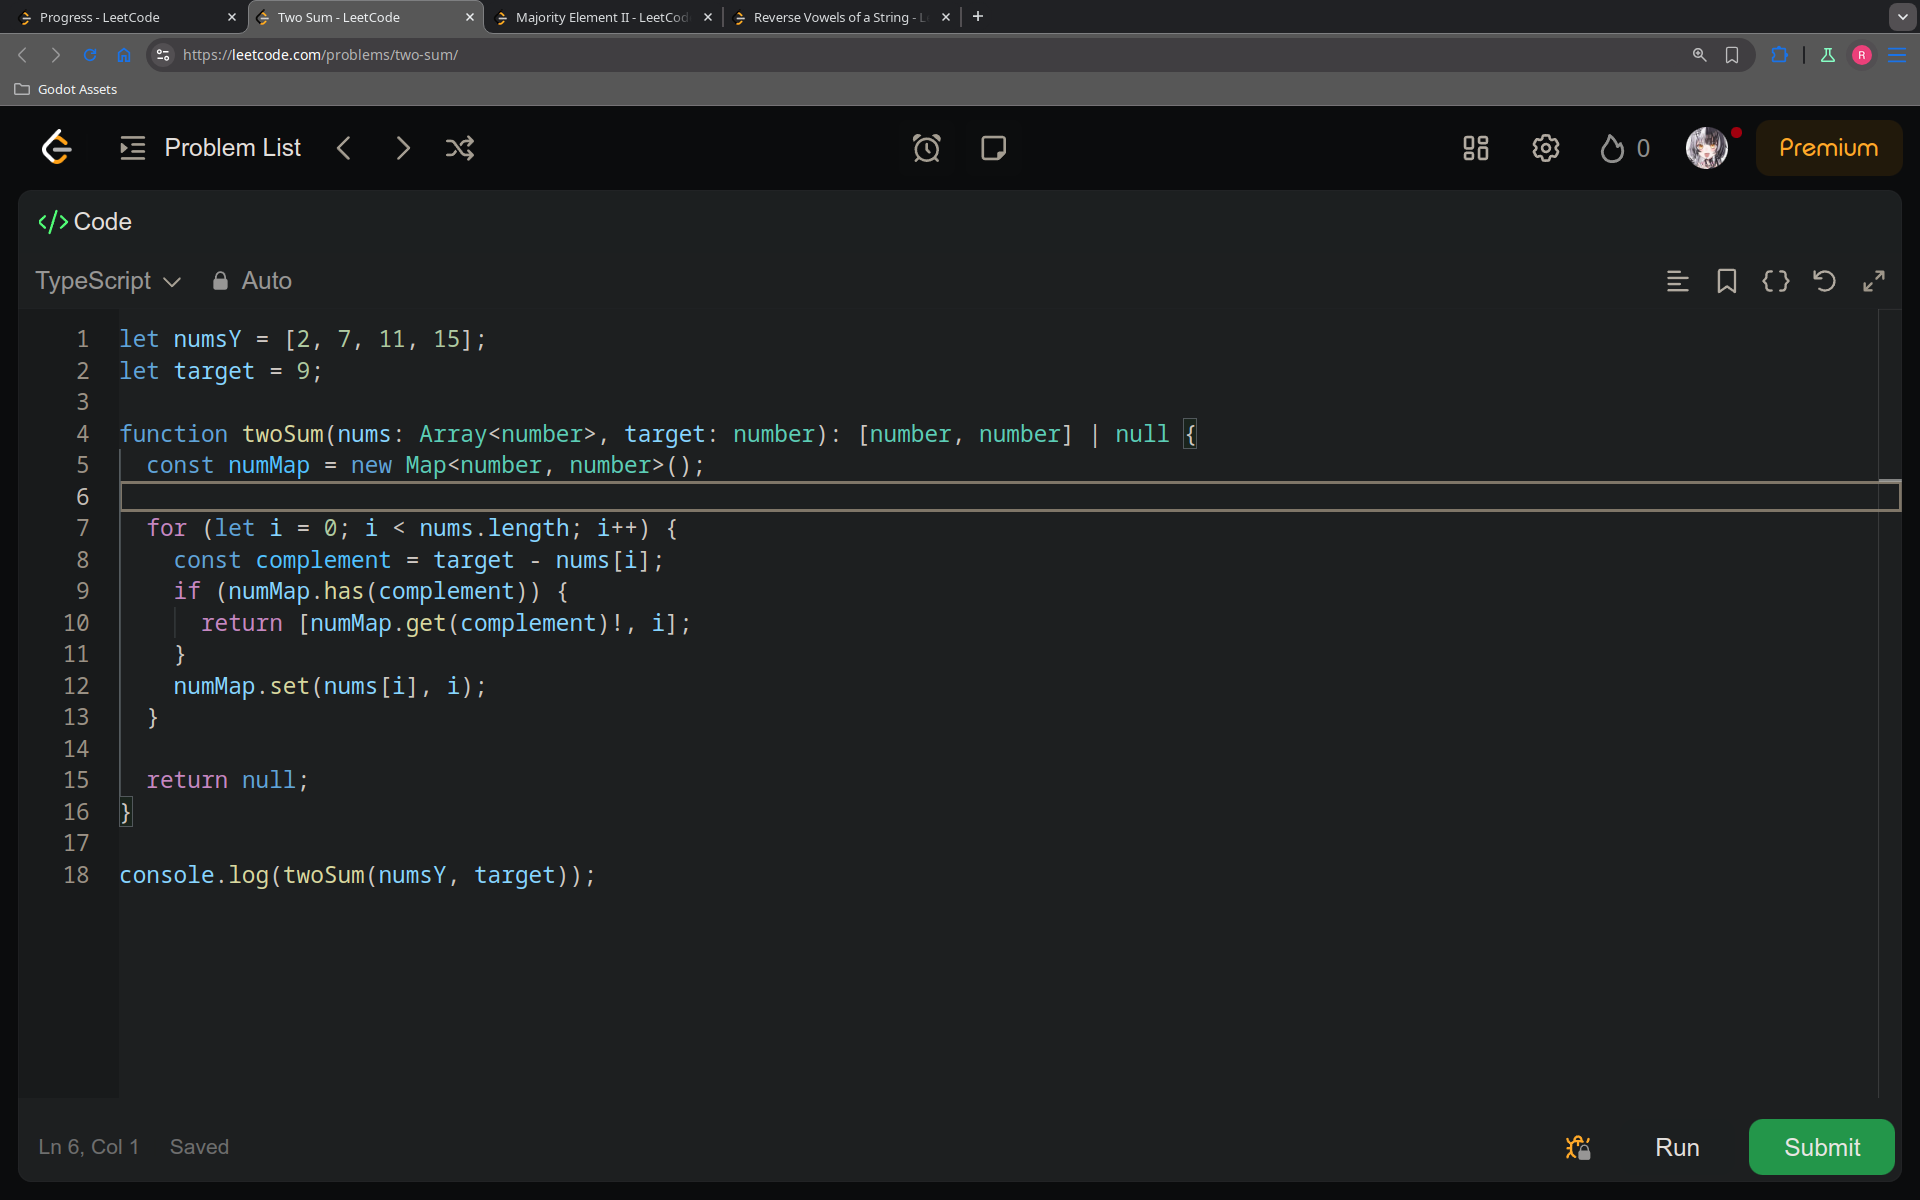 Progress - LeetCode
Two Sum - LeetCode
Majority Element II - LeetCod
Reverse Vowels of a String - L
https://leetcode.com/problems/two-sum/
R
Godot Assets
Problem List
0
Premium
</> Code
TypeScript
Auto
1 let numsY = [2, 7, 11, 15];
2 let target = 9;
3
4 function twoSum(nums: Array<number>, target: number): [number, number] | null {
5   const numMap = new Map<number, number>();
6
7   for (let i = 0; i < nums.length; i++) {
8     const complement = target - nums[i];
9     if (numMap.has(complement)) {
10       return [numMap.get(complement)!, i];
11     }
12     numMap.set(nums[i], i);
13   }
14
15   return null;
16 }
17
18 console.log(twoSum(numsY, target));
Ln 6, Col 1
Saved
Run
Submit